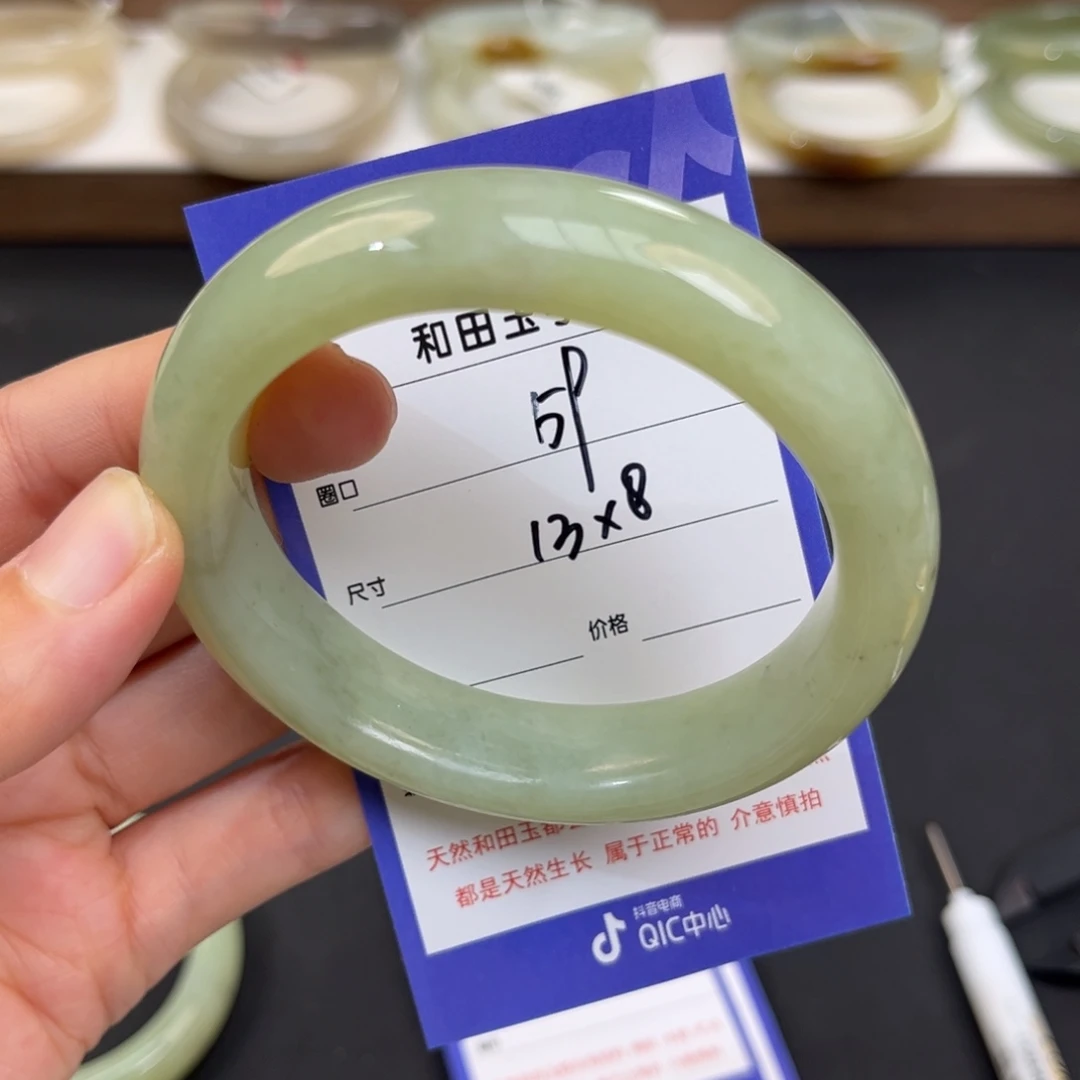 和田玉
圈口
尺寸 13×8
价格
天然和田玉都
都是天然生长 属于正常的 介意慎拍
抖音电商
QIC中心